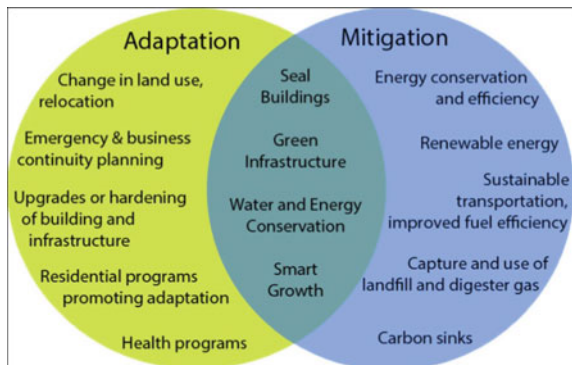 Adaptation
Mitigation
Change in land use,
relocation
Emergency & business
continuity planning
Upgrades or hardening
of building and
infrastructure
Residential programs
promoting adaptation
Health programs
Seal
Buildings
Green
Infrastructure
Water and Energy
Conservation
Smart
Growth
Energy conservation
and efficiency
Renewable energy
Sustainable
transportation,
improved fuel efficiency
Capture and use of
landfill and digester gas
Carbon sinks